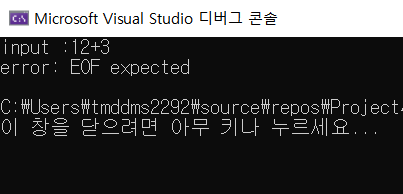 Microsoft Visual Studio 디버그 콘솔
input :12+3
error: EOF expected
C:₩Users₩tmddms2292₩source₩repos₩Project
이 창을 닫으려면 아무 키나 누르세요...